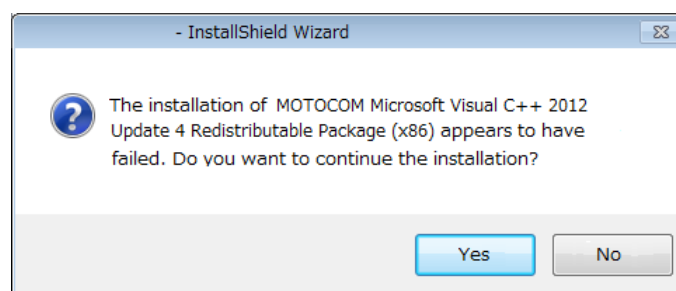 - InstallShield Wizard
The installation of MOTOCOM Microsoft Visual C++ 2012
Update 4 Redistributable Package (x86) appears to have
failed. Do you want to continue the installation?
Yes No